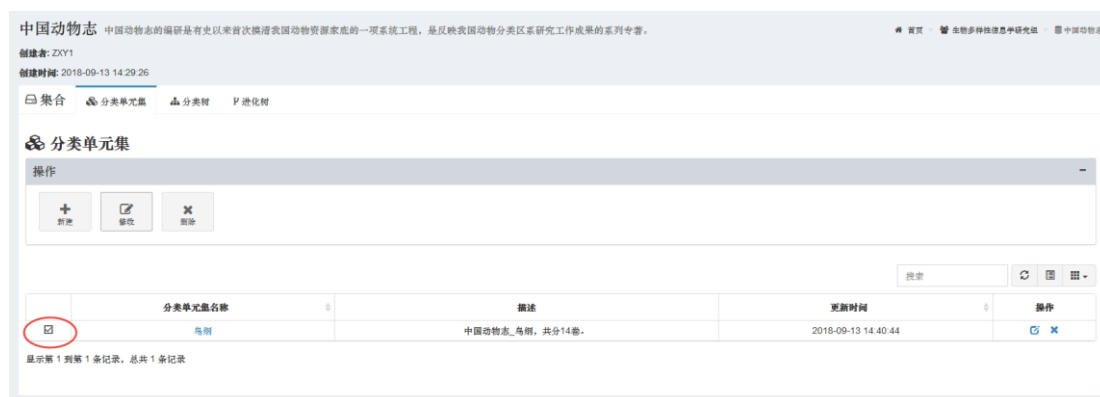 中国动物志 中国动物志的编研是有史以来首次摸清我国动物资源家底的一项系统工程，是反映我国动物分类区系研究工作成果的系列专著。
首页 生物多样性信息学研究组 中国动物志
创建者: ZXY1
创建时间: 2018-09-13 14:29:26
集合 分类单元集 分类树 进化树
分类单元集
操作
新建 修改 删除
搜索
分类单元集名称 描述 更新时间 操作
鸟纲 中国动物志_鸟纲，共分14卷。 2018-09-13 14:40:44
显示第 1 到第 1 条记录，总共 1 条记录